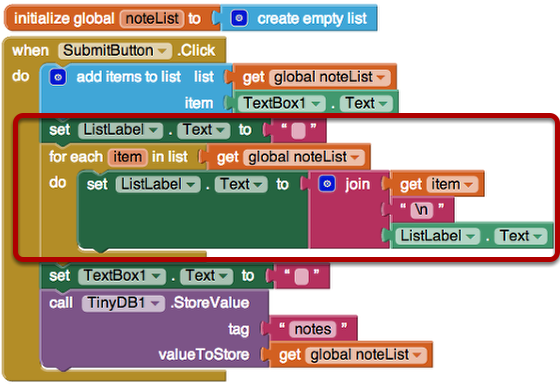 initialize global noteList to create empty list
when SubmitButton .Click
do add items to list list get global noteList
item TextBox1 . Text
set ListLabel . Text to “ ”
for each item in list get global noteList
do set ListLabel . Text to join get item
“ \n ”
ListLabel . Text
set TextBox1 . Text to “ ”
call TinyDB1 .StoreValue
tag “ notes ”
valueToStore get global noteList